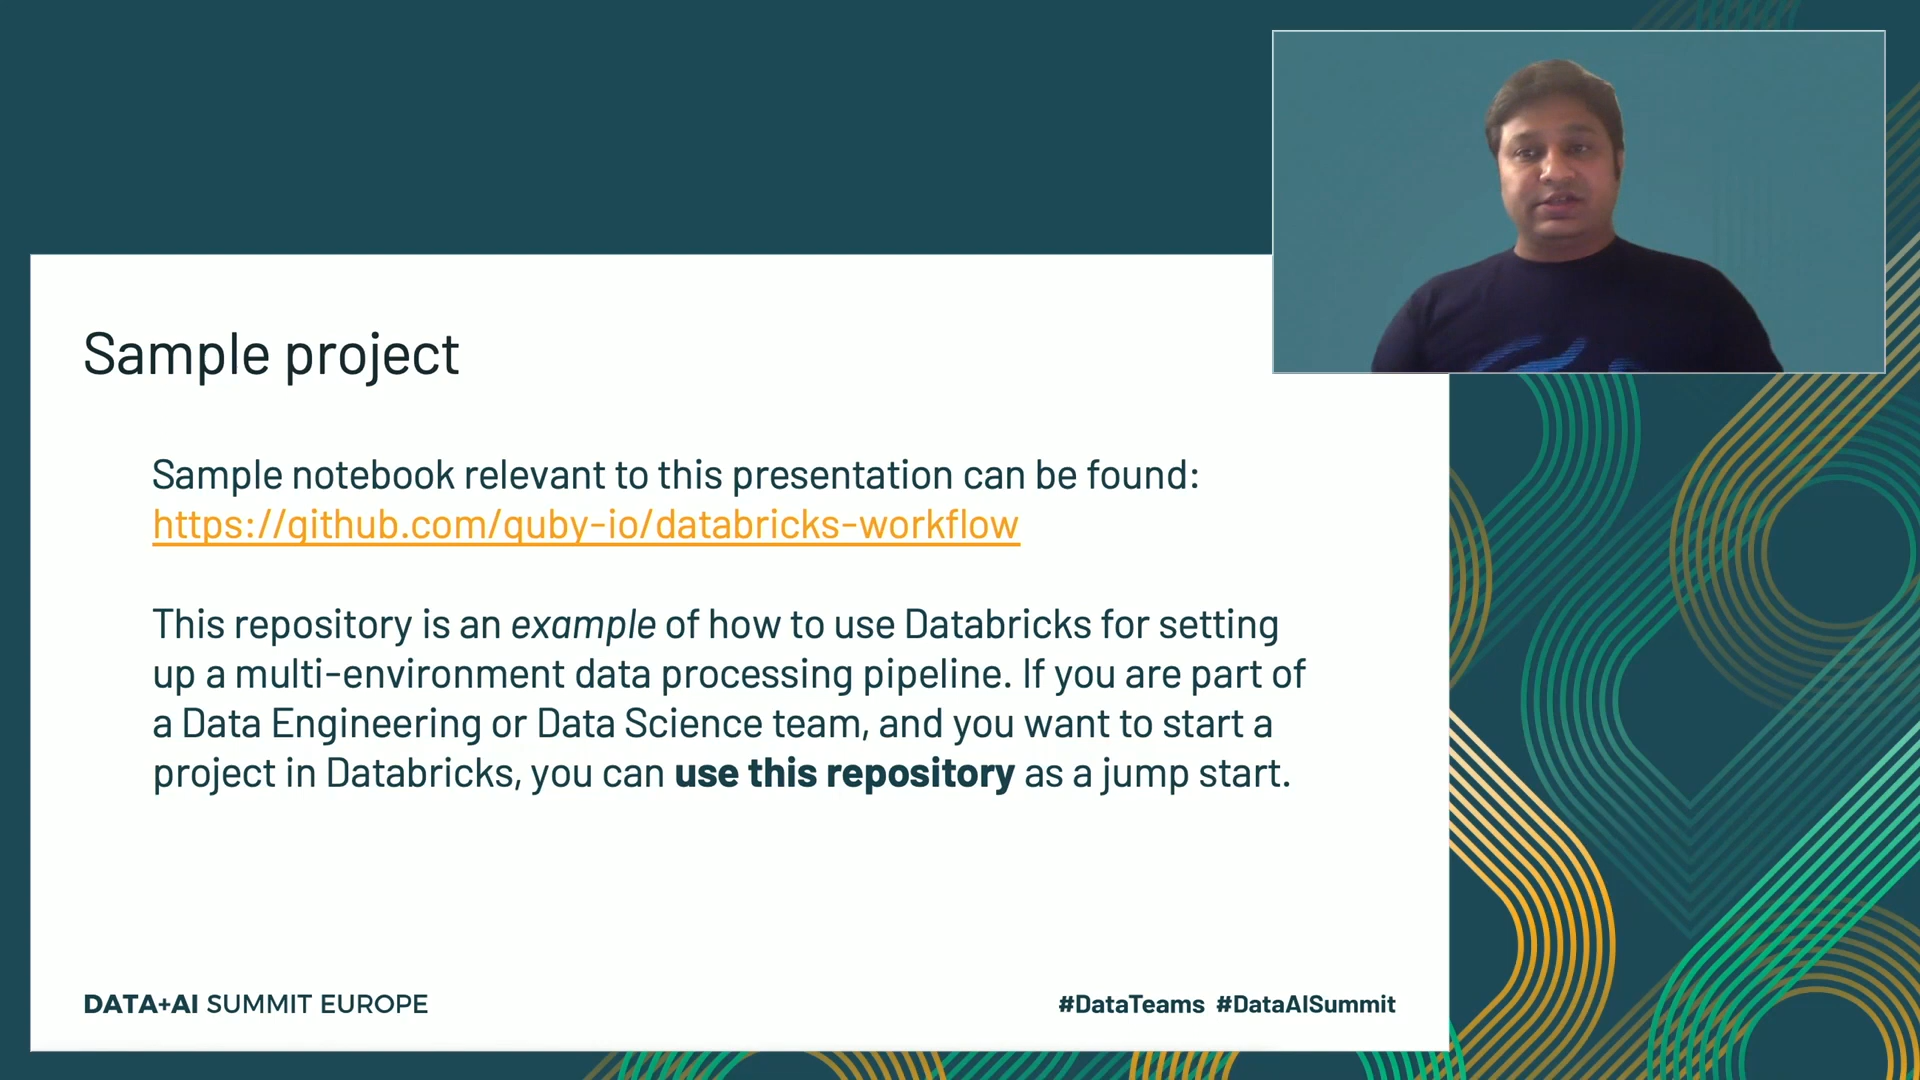 Sample project
Sample notebook relevant to this presentation can be found:
https://github.com/quby-io/databricks-workflow
This repository is an example of how to use Databricks for setting
up a multi-environment data processing pipeline. If you are part of
a Data Engineering or Data Science team, and you want to start a
project in Databricks, you can use this repository as a jump start.
DATA+AI SUMMIT EUROPE
#DataTeams #DataAISummit